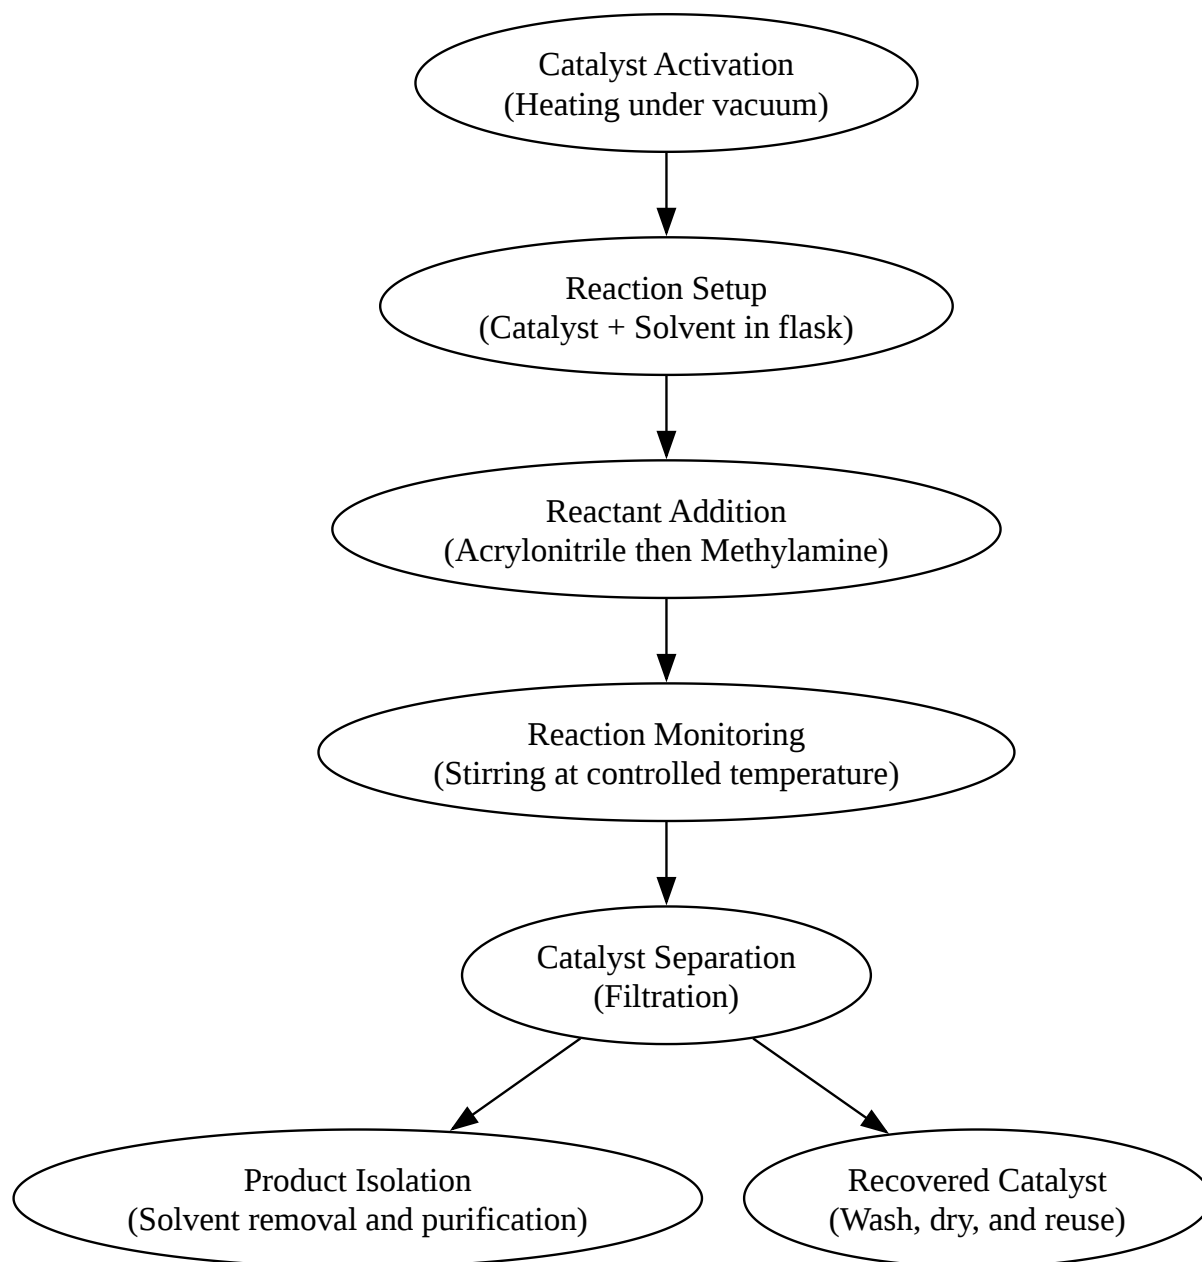 Catalyst Activation
(Heating under vacuum)
Reaction Setup
(Catalyst + Solvent in flask)
Reactant Addition
(Acrylonitrile then Methylamine)
Reaction Monitoring
(Stirring at controlled temperature)
Catalyst Separation
(Filtration)
Product Isolation
(Solvent removal and purification)
Recovered Catalyst
(Wash, dry, and reuse)